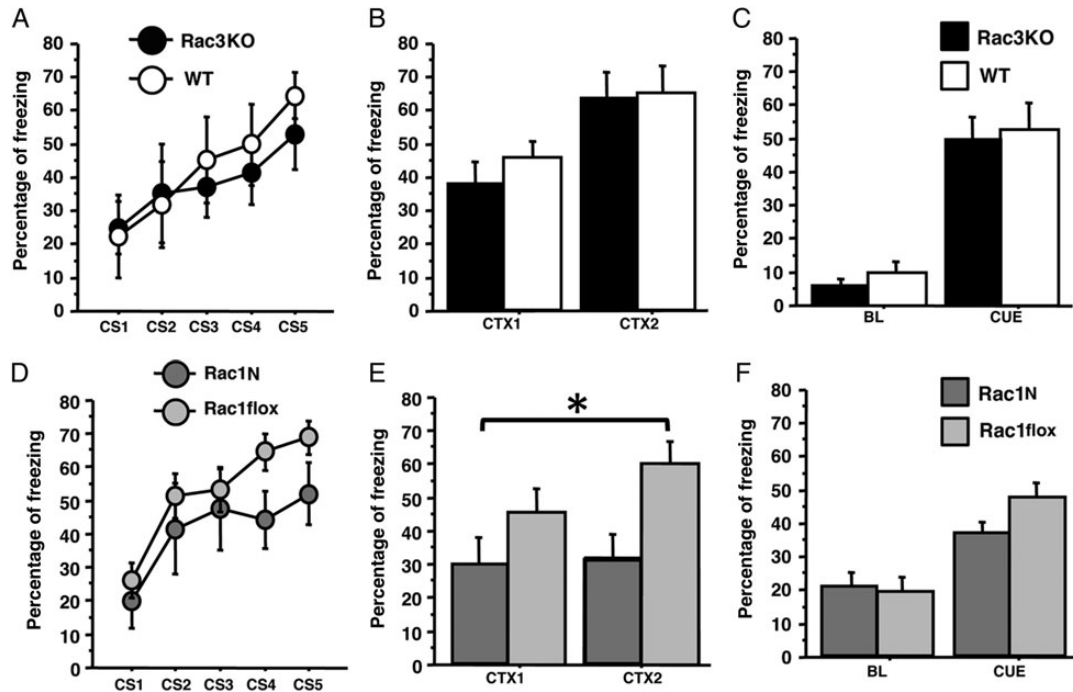 A
Rac3KO
WT
Percentage of freezing
80
70
60
50
40
30
20
10
0
CS1 CS2 CS3 CS4 CS5
B
Percentage of freezing
80
70
60
50
40
30
20
10
0
CTX1 CTX2
C
Rac3KO
WT
Percentage of freezing
80
70
60
50
40
30
20
10
0
BL CUE
D
Rac1N
Rac1flox
Percentage of freezing
80
70
60
50
40
30
20
10
0
CS1 CS2 CS3 CS4 CS5
E
*
Percentage of freezing
80
70
60
50
40
30
20
10
0
CTX1 CTX2
F
Rac1N
Rac1flox
Percentage of freezing
80
70
60
50
40
30
20
10
0
BL CUE